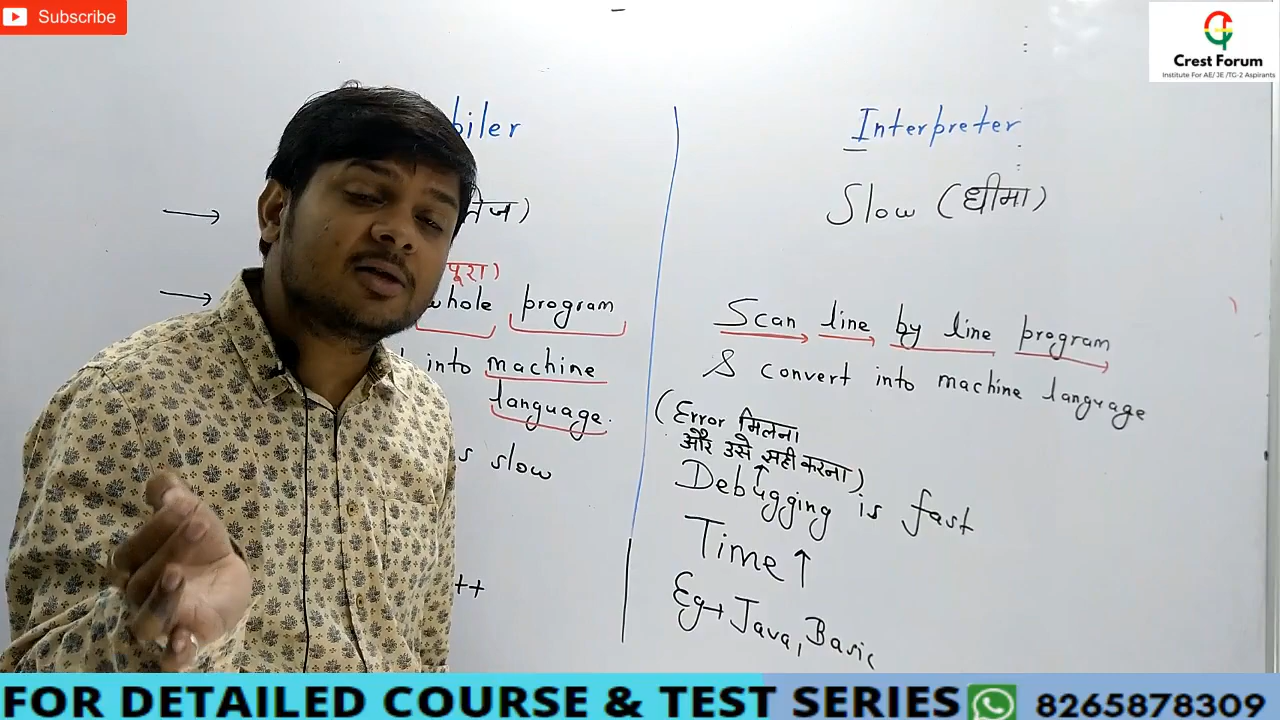 Subscribe
Crest Forum
Institute For AE/ JE /TG-2 Aspirants
piler
Interpreter
तेज)
Slow (धीमा)
पूरा)
whole program
Scan line by line program
into machine
& convert into machine language
language.
(Error मिलना
और उसे सही करना)
s slow
Debugging is fast
Time ↑
++
Eg→ Java, Basic
FOR DETAILED COURSE & TEST SERIES 8265878309